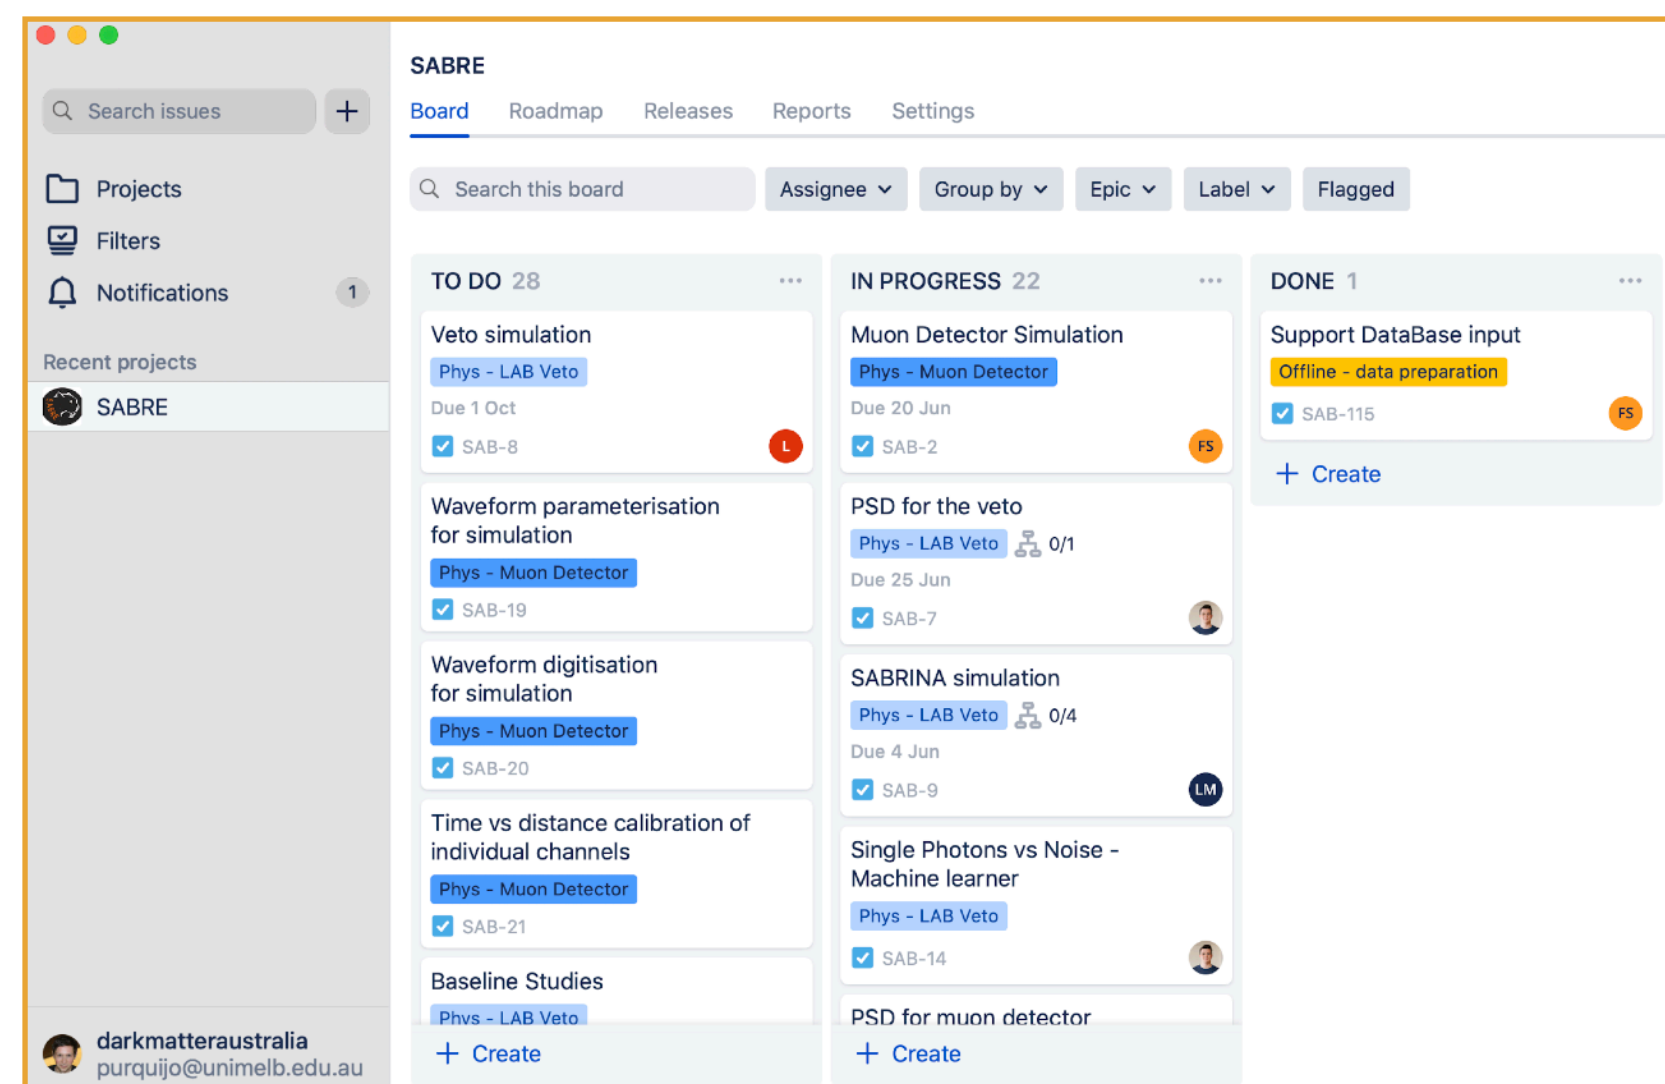 Search issues
Projects
Filters
Notifications 1
Recent projects
SABRE
darkmatteraustralia
purquijo@unimelb.edu.au
SABRE
Board Roadmap Releases Reports Settings
Search this board Assignee Group by Epic Label Flagged
TO DO 28
Veto simulation
Phys - LAB Veto
Due 1 Oct
SAB-8 L
Waveform parameterisation
for simulation
Phys - Muon Detector
SAB-19
Waveform digitisation
for simulation
Phys - Muon Detector
SAB-20
Time vs distance calibration of
individual channels
Phys - Muon Detector
SAB-21
Baseline Studies
Phys - LAB Veto
+ Create
IN PROGRESS 22
Muon Detector Simulation
Phys - Muon Detector
Due 20 Jun
SAB-2 FS
PSD for the veto
Phys - LAB Veto 0/1
Due 25 Jun
SAB-7
SABRINA simulation
Phys - LAB Veto 0/4
Due 4 Jun
SAB-9 LM
Single Photons vs Noise -
Machine learner
Phys - LAB Veto
SAB-14
PSD for muon detector
+ Create
DONE 1
Support DataBase input
Offline - data preparation
SAB-115 FS
+ Create